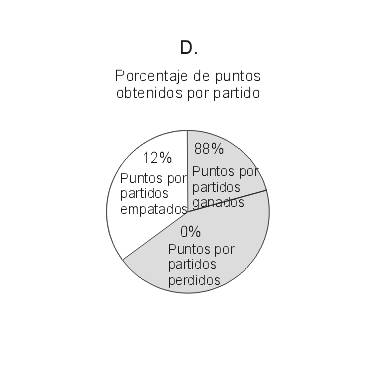 D.
Porcentaje de puntos
obtenidos por partido
88%
Puntos por
partidos
ganados
12%
Puntos por
partidos
empatados
0%
Puntos por
partidos
perdidos